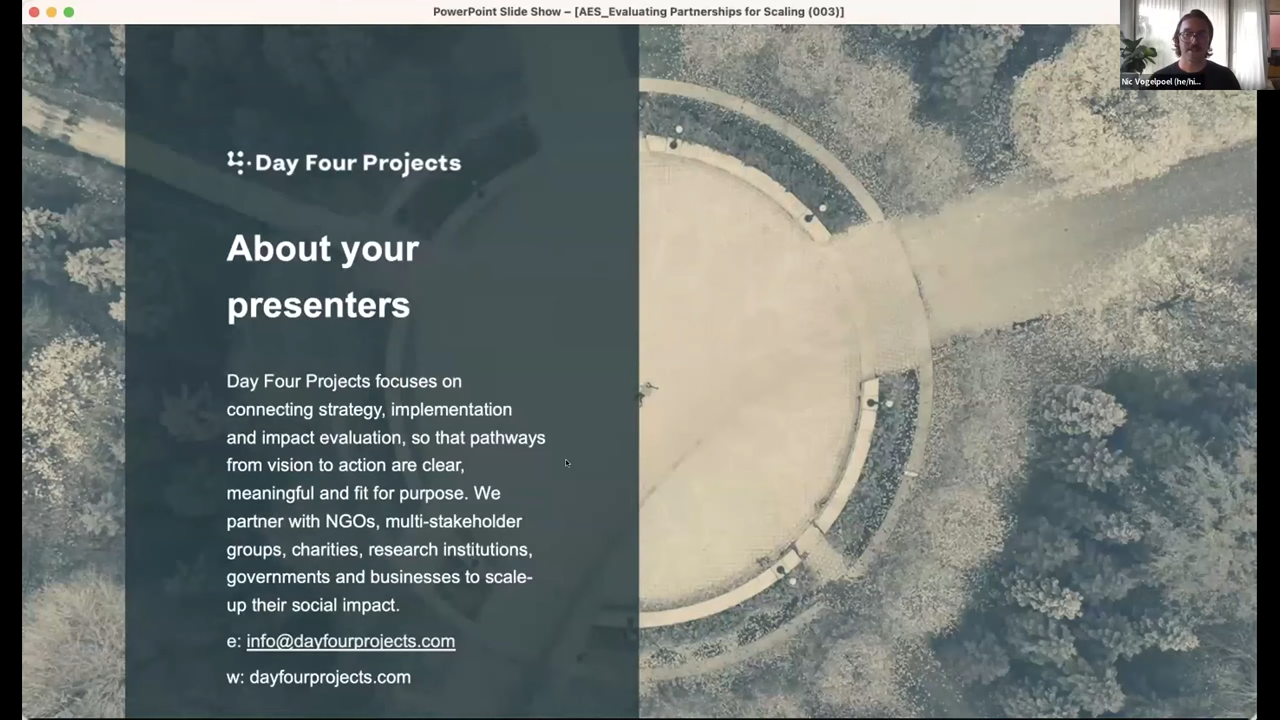 PowerPoint Slide Show – [AES_Evaluating Partnerships for Scaling (003)]
Nic Vogelpoel (he/hi...
Day Four Projects
About your
presenters
Day Four Projects focuses on
connecting strategy, implementation
and impact evaluation, so that pathways
from vision to action are clear,
meaningful and fit for purpose. We
partner with NGOs, multi-stakeholder
groups, charities, research institutions,
governments and businesses to scale-
up their social impact.
e: info@dayfourprojects.com
w: dayfourprojects.com